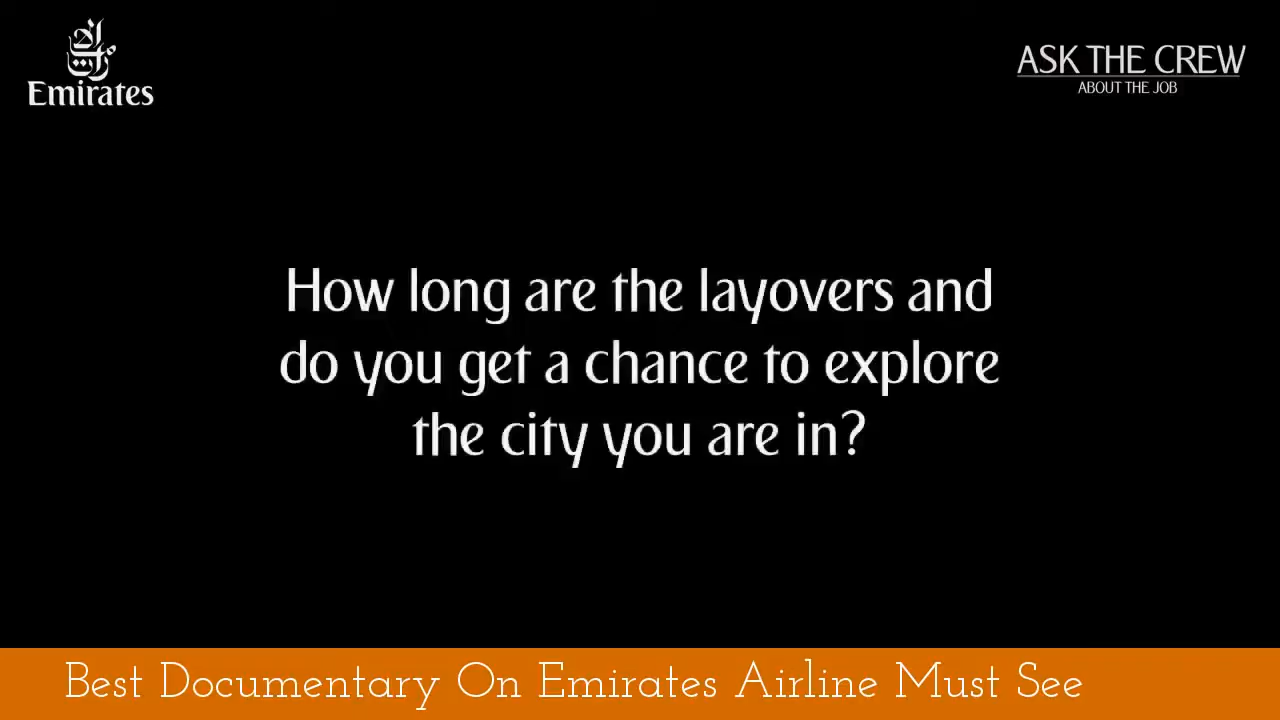 Emirates
ASK THE CREW
ABOUT THE JOB
How long are the layovers and
do you get a chance to explore
the city you are in?
Best Documentary On Emirates Airline Must See